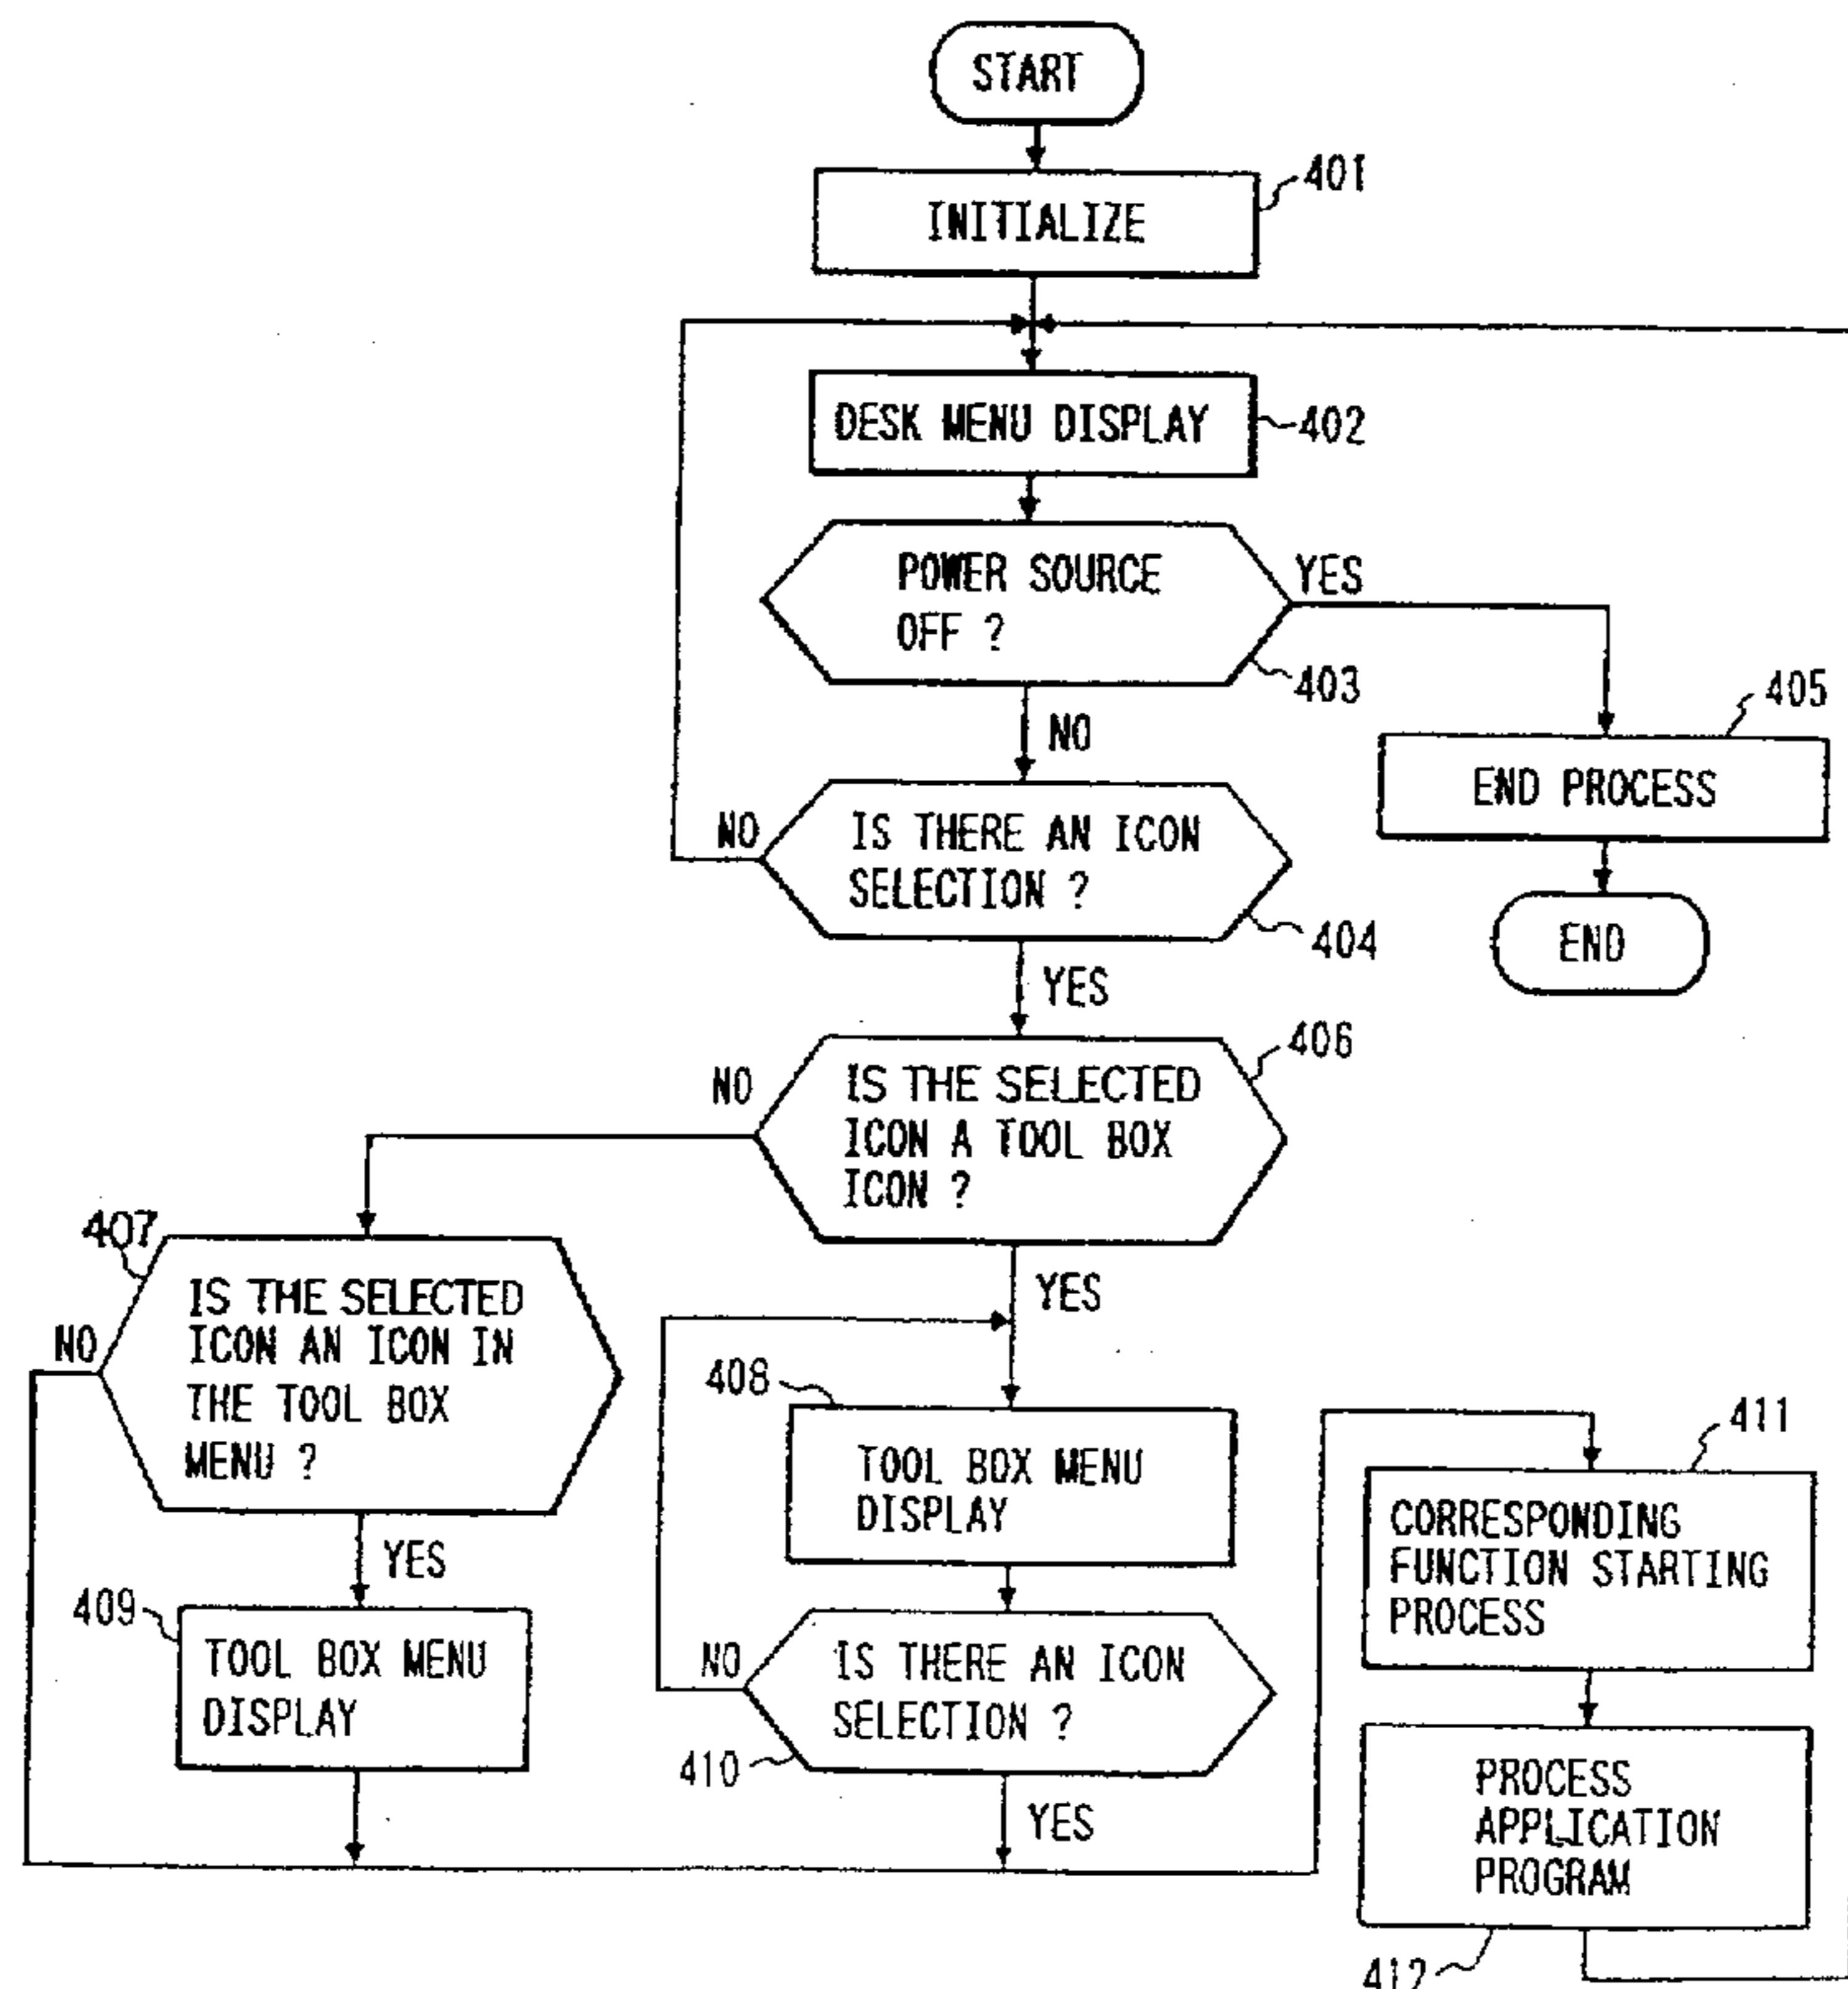 START
401
INITIALIZE
DESK MENU DISPLAY
402
POWER SOURCE
OFF ?
YES
403
NO
405
END PROCESS
NO
IS THERE AN ICON
SELECTION ?
404
END
YES
406
NO
IS THE SELECTED
ICON A TOOL BOX
ICON ?
407
YES
IS THE SELECTED
ICON AN ICON IN
THE TOOL BOX
MENU ?
NO
408
TOOL BOX MENU
DISPLAY
411
CORRESPONDING
FUNCTION STARTING
PROCESS
YES
409
TOOL BOX MENU
DISPLAY
NO
IS THERE AN ICON
SELECTION ?
410
YES
PROCESS
APPLICATION
PROGRAM
412